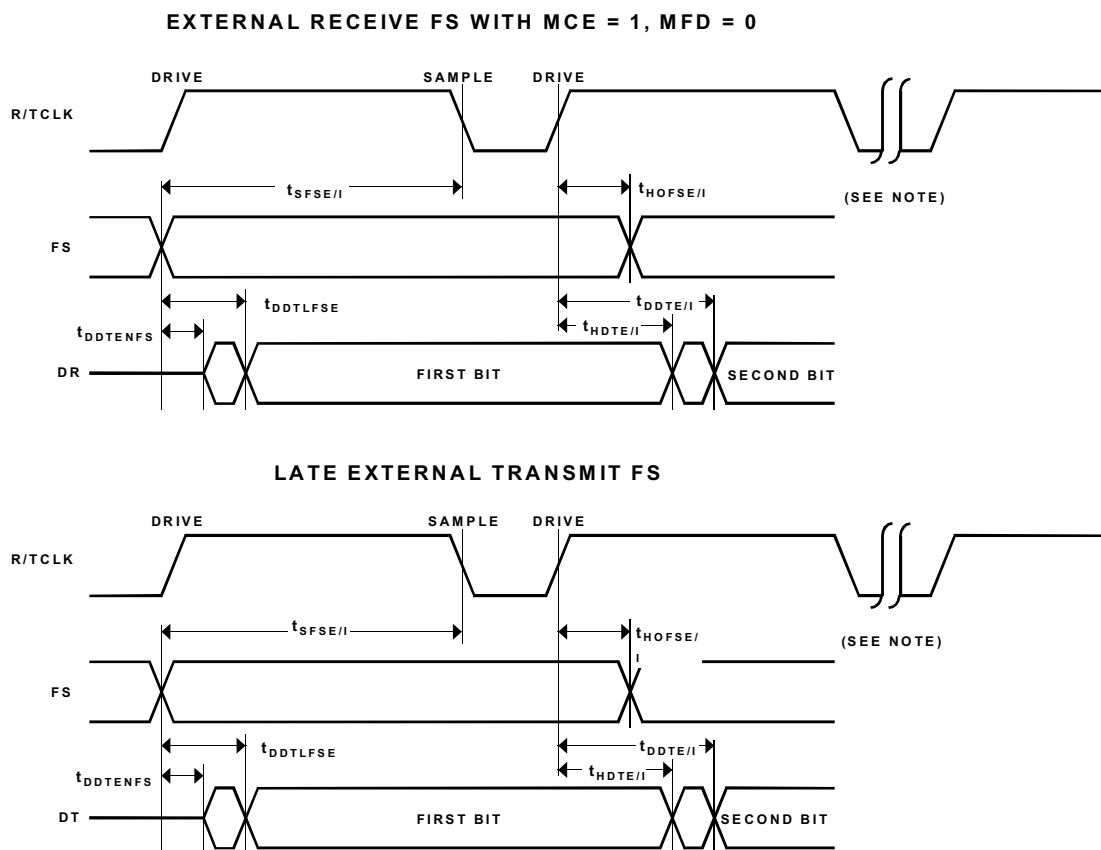 EXTERNAL RECEIVE FS WITH MCE = 1, MFD = 0
DRIVE SAMPLE DRIVE
R/TCLK
tSFSE/I tHOFSE/I
(SEE NOTE)
FS
tDDTLFSE tDDTE/I
tDDTENFS tHDTE/I
DR FIRST BIT SECOND BIT
LATE EXTERNAL TRANSMIT FS
DRIVE SAMPLE DRIVE
R/TCLK
tSFSE/I tHOFSE/
I
(SEE NOTE)
FS
tDDTLFSE tDDTE/I
tDDTENFS tHDTE/I
DT FIRST BIT SECOND BIT